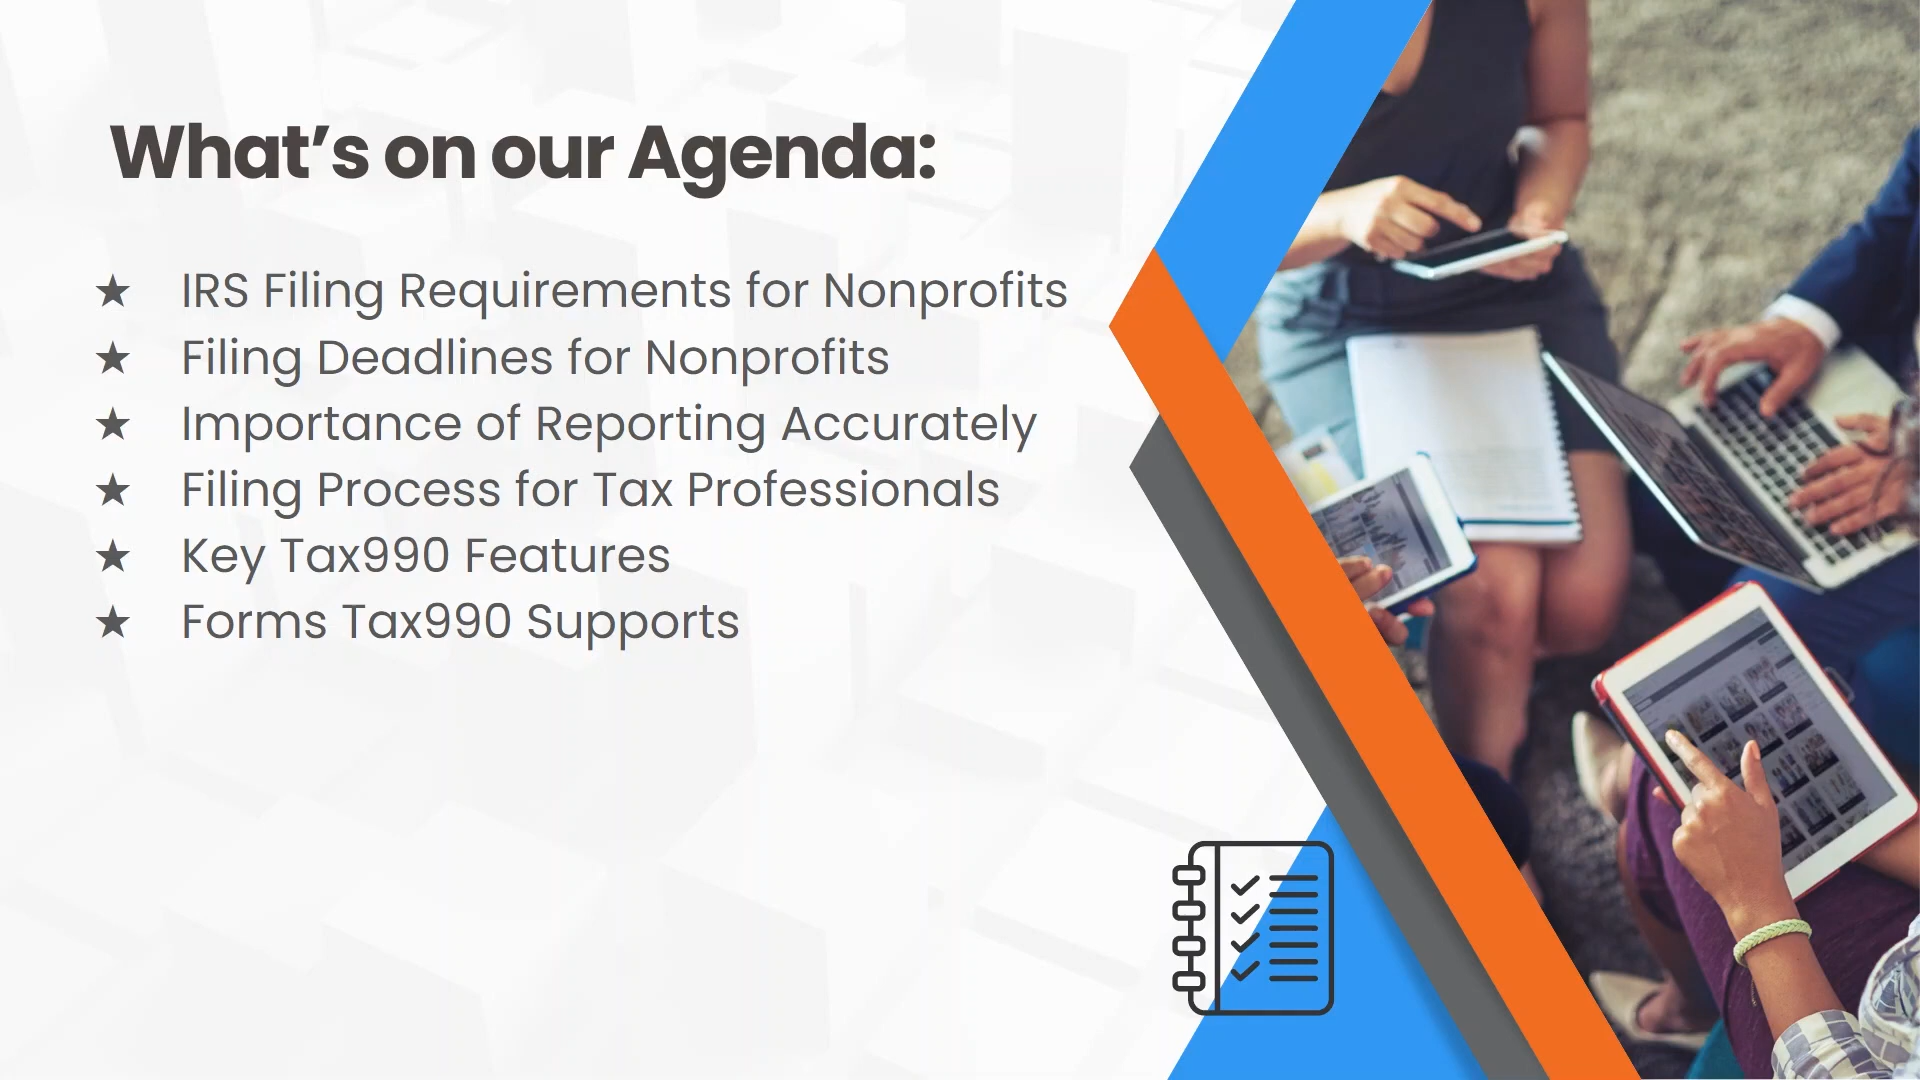 What’s on our Agenda:
★ IRS Filing Requirements for Nonprofits
★ Filing Deadlines for Nonprofits
★ Importance of Reporting Accurately
★ Filing Process for Tax Professionals
★ Key Tax990 Features
★ Forms Tax990 Supports